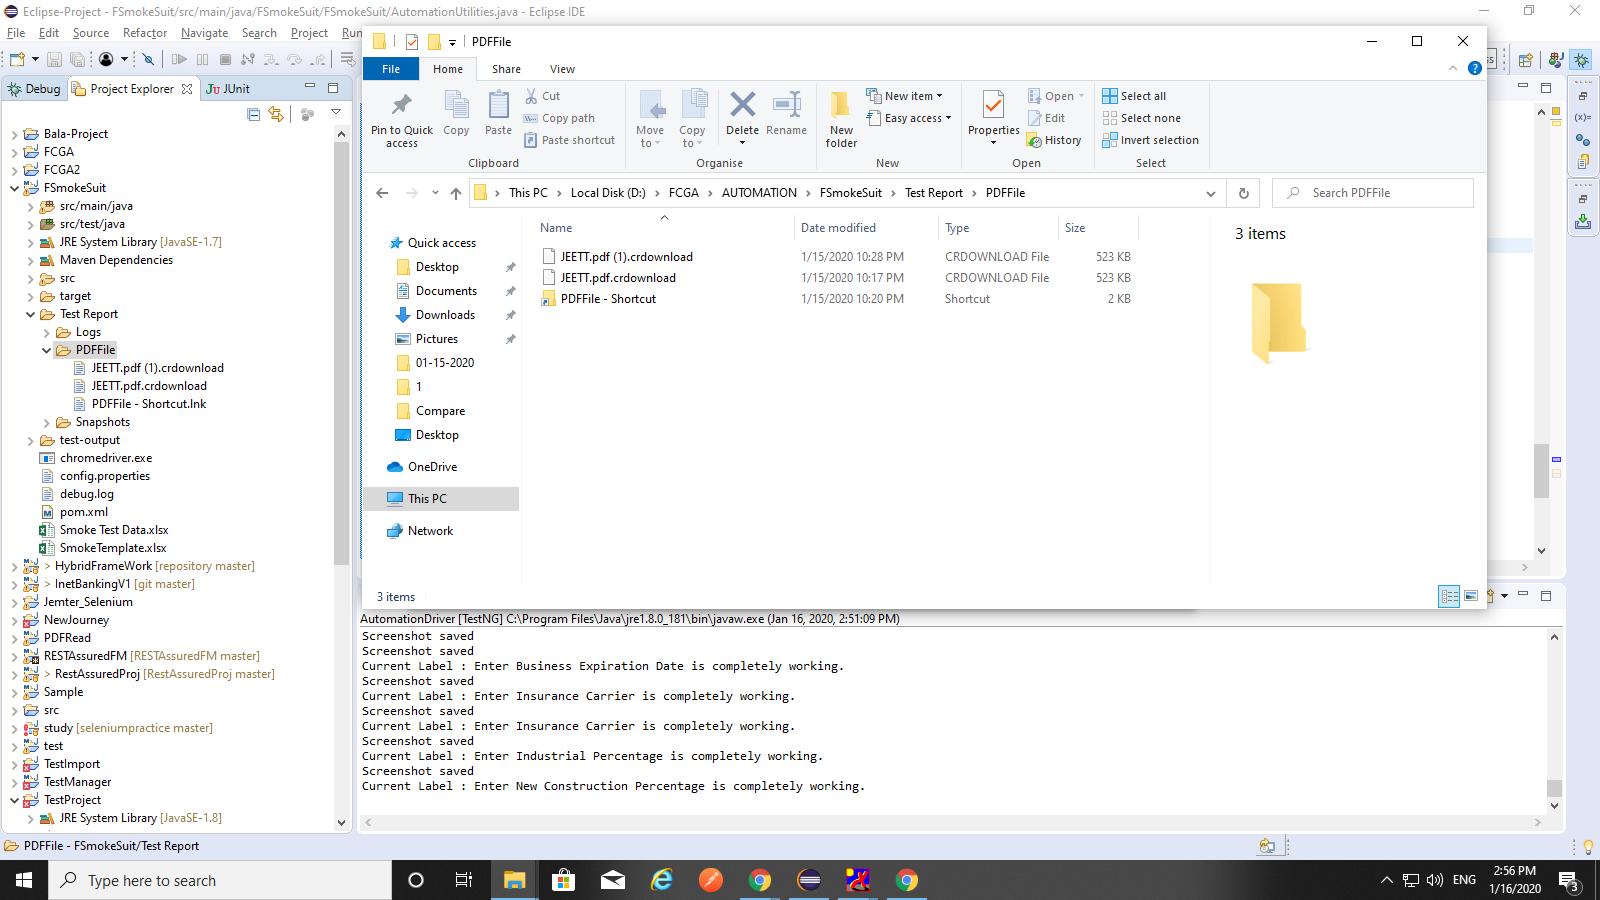 Eclipse-Project - FSmokeSuit/src/main/java/FSmokeSuit/FSmokeSuit/AutomationUtilities.java - Eclipse IDE
File Edit Source Refactor Navigate Search Project Run
PDFFile
File Home Share View
Debug Project Explorer JUnit
Pin to Quick access
Copy
Paste
Cut
Copy path
Paste shortcut
Clipboard
Move to
Copy to
Delete
Rename
Organise
New folder
New item
Easy access
New
Properties
Open
Edit
History
Open
Select all
Select none
Invert selection
Select
This PC > Local Disk (D:) > FCGA > AUTOMATION > FSmokeSuit > Test Report > PDFFile
Search PDFFile
Bala-Project
FCGA
FCGA2
FSmokeSuit
src/main/java
src/test/java
JRE System Library [JavaSE-1.7]
Maven Dependencies
src
target
Test Report
Logs
PDFFile
JEETT.pdf (1).crdownload
JEETT.pdf.crdownload
PDFFile - Shortcut.lnk
Snapshots
test-output
chromedriver.exe
config.properties
debug.log
pom.xml
Smoke Test Data.xlsx
SmokeTemplate.xlsx
> HybridFrameWork [repository master]
> InetBankingV1 [git master]
Jemter_Selenium
NewJourney
PDFRead
RESTAssuredFM [RESTAssuredFM master]
> RestAssuredProj [RestAssuredProj master]
Sample
src
study [seleniumpractice master]
test
TestImport
TestManager
TestProject
JRE System Library [JavaSE-1.8]
Quick access
Desktop
Documents
Downloads
Pictures
01-15-2020
1
Compare
Desktop
OneDrive
This PC
Network
Name Date modified Type Size
JEETT.pdf (1).crdownload 1/15/2020 10:28 PM CRDOWNLOAD File 523 KB
JEETT.pdf.crdownload 1/15/2020 10:17 PM CRDOWNLOAD File 523 KB
PDFFile - Shortcut 1/15/2020 10:20 PM Shortcut 2 KB
3 items
3 items
AutomationDriver [TestNG] C:\Program Files\Java\jre1.8.0_181\bin\javaw.exe (Jan 16, 2020, 2:51:09 PM)
Screenshot saved
Screenshot saved
Current Label : Enter Business Expiration Date is completely working.
Screenshot saved
Current Label : Enter Insurance Carrier is completely working.
Screenshot saved
Current Label : Enter Insurance Carrier is completely working.
Screenshot saved
Current Label : Enter Industrial Percentage is completely working.
Screenshot saved
Current Label : Enter New Construction Percentage is completely working.
PDFFile - FSmokeSuit/Test Report
Type here to search
ENG
2:56 PM
1/16/2020
3